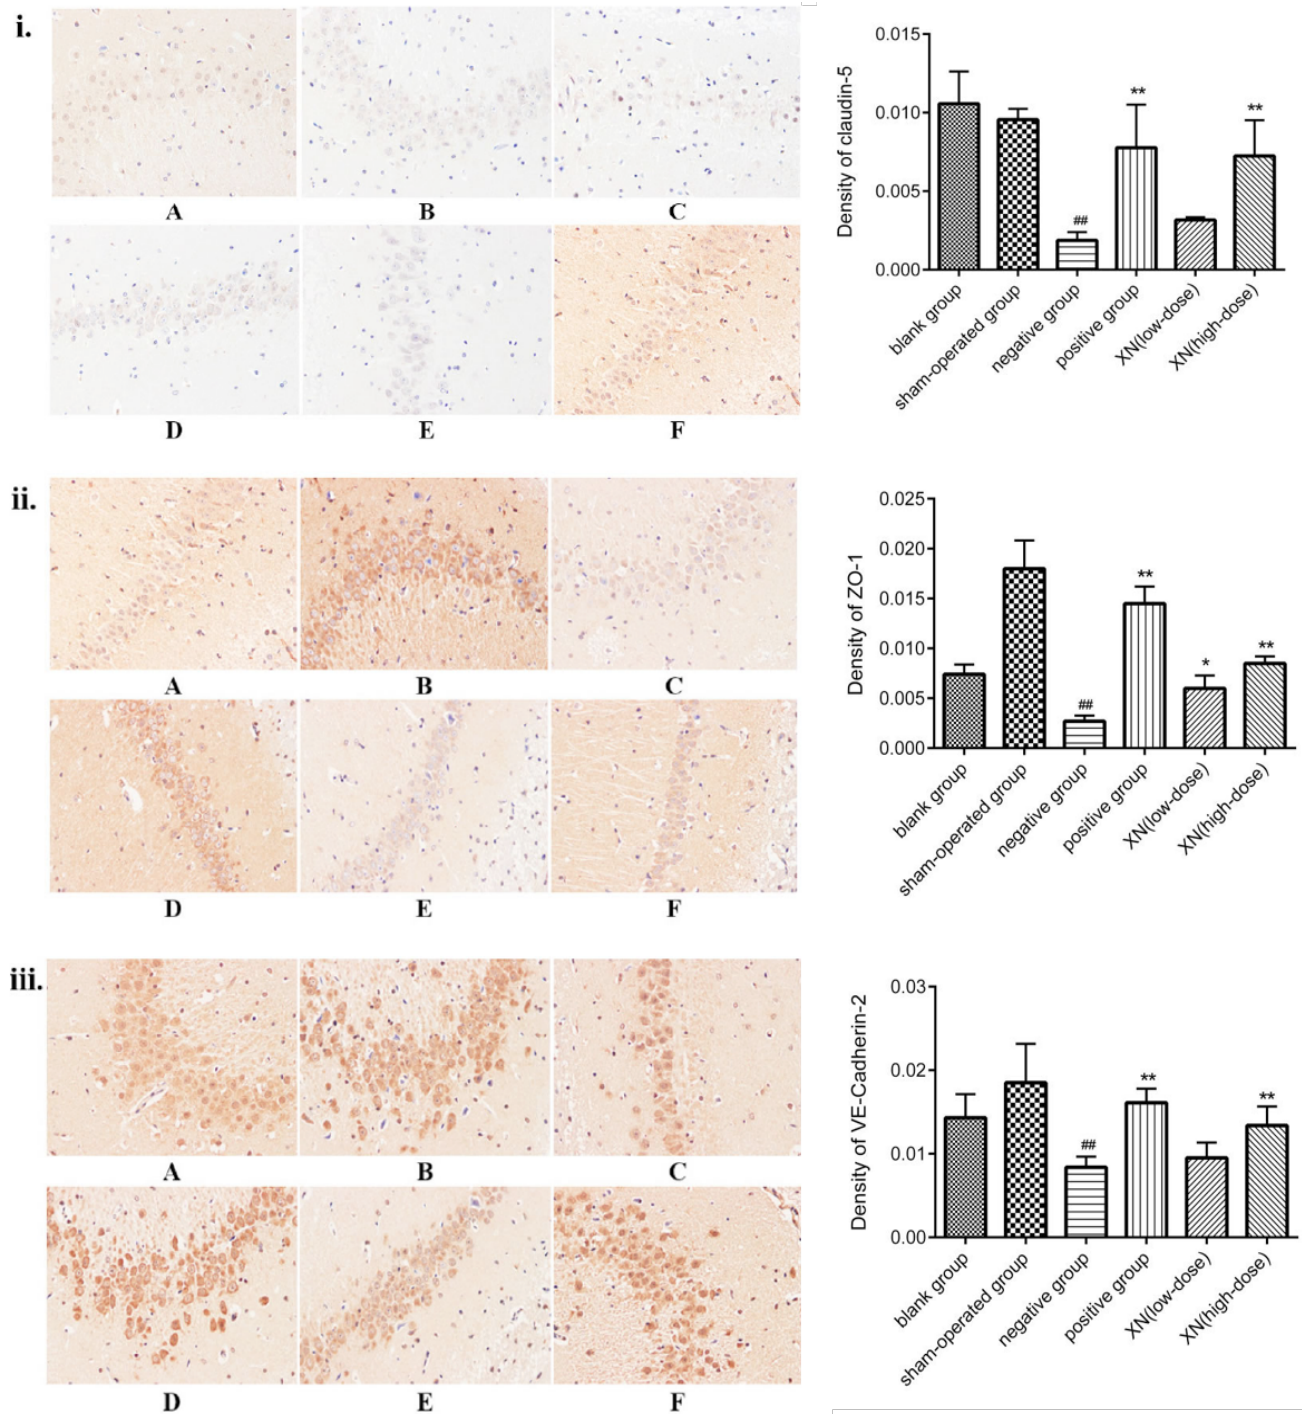 i.
A
B
C
D
E
F
Density of claudin-5
0.015
0.010
0.005
0.000
##
**
**
blank group
sham-operated group
negative group
positive group
XN(low-dose)
XN(high-dose)
ii.
A
B
C
D
E
F
Density of ZO-1
0.025
0.020
0.015
0.010
0.005
0.000
##
**
*
**
blank group
sham-operated group
negative group
positive group
XN(low-dose)
XN(high-dose)
iii.
A
B
C
D
E
F
Density of VE-Cadherin-2
0.03
0.02
0.01
0.00
##
**
**
blank group
sham-operated group
negative group
positive group
XN(low-dose)
XN(high-dose)